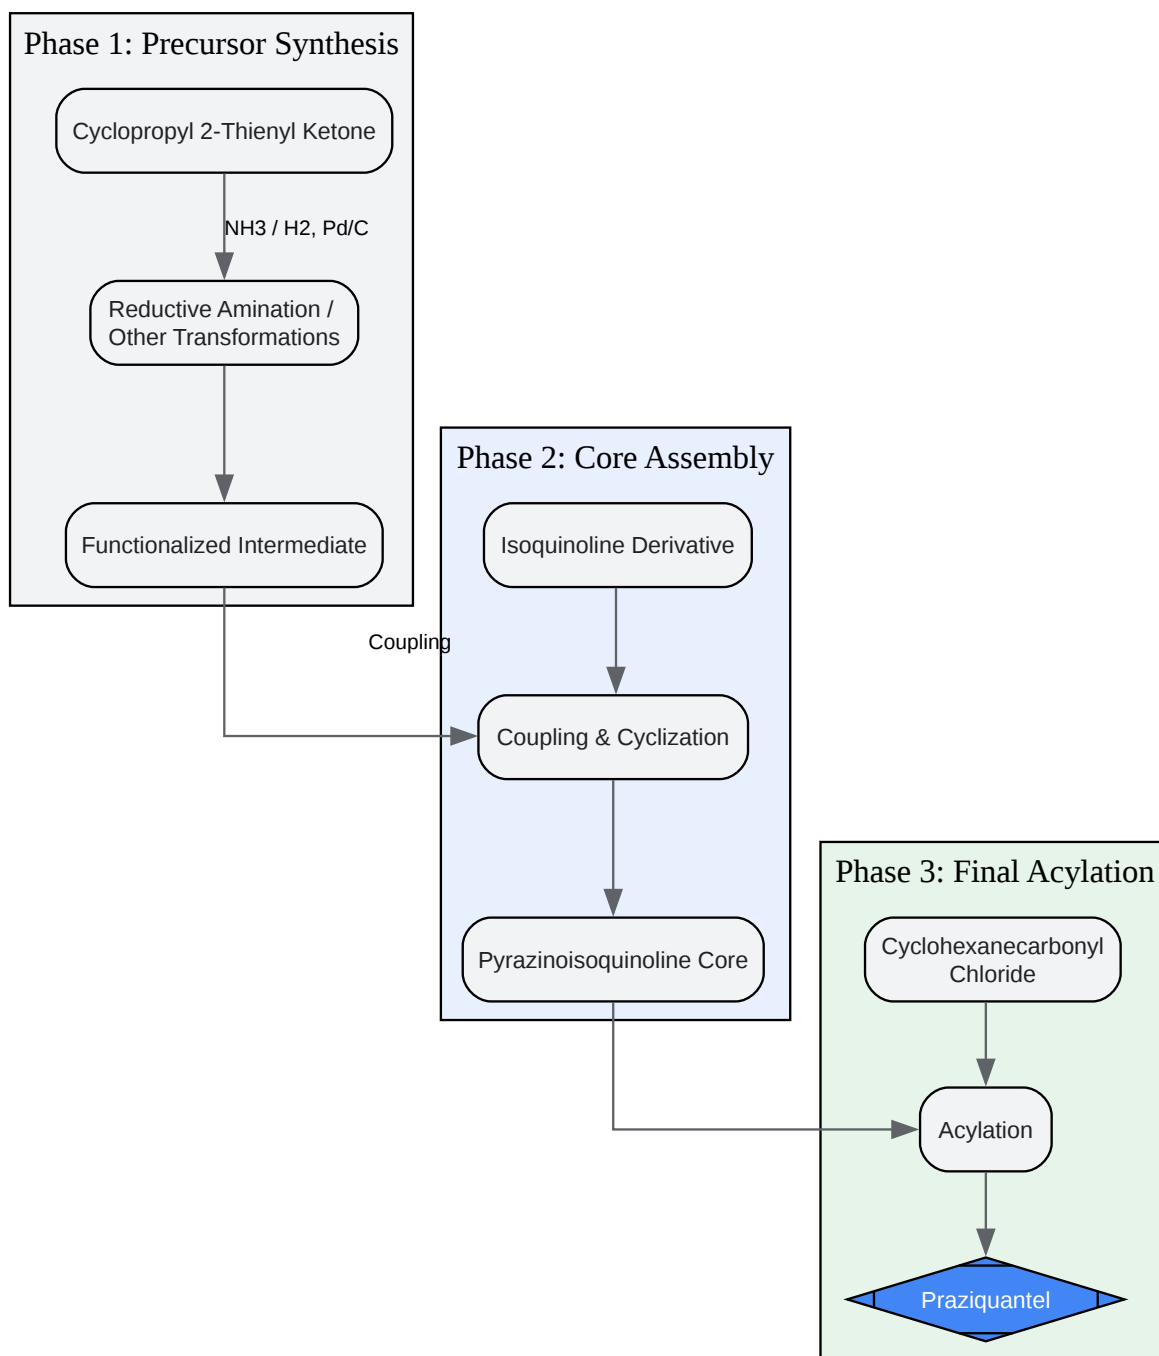 Phase 1: Precursor Synthesis
Cyclopropyl 2-Thienyl Ketone
NH3 / H2, Pd/C
Reductive Amination /
Other Transformations
Functionalized Intermediate
Coupling
Phase 2: Core Assembly
Isoquinoline Derivative
Coupling & Cyclization
Pyrazinoisoquinoline Core
Phase 3: Final Acylation
Cyclohexanecarbonyl
Chloride
Acylation
Praziquantel